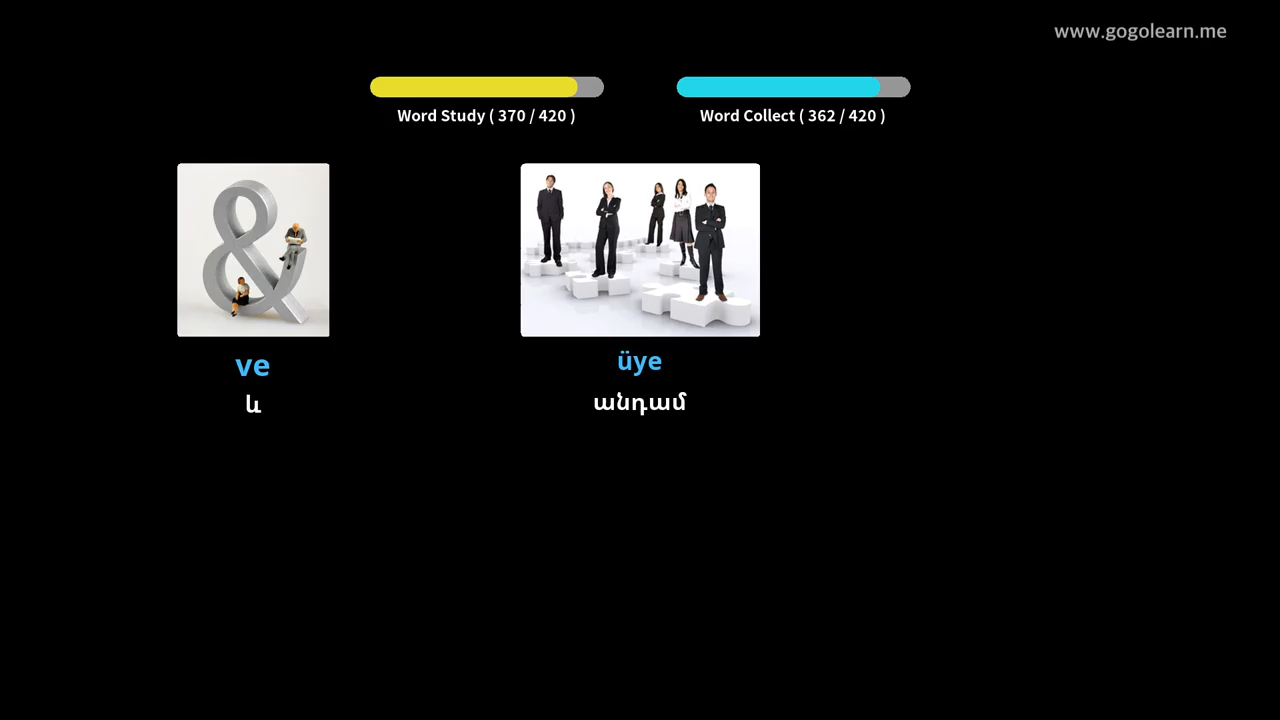 www.gogolearn.me
Word Study ( 370 / 420 )
Word Collect ( 362 / 420 )
&
ve
և
üye
անդամ